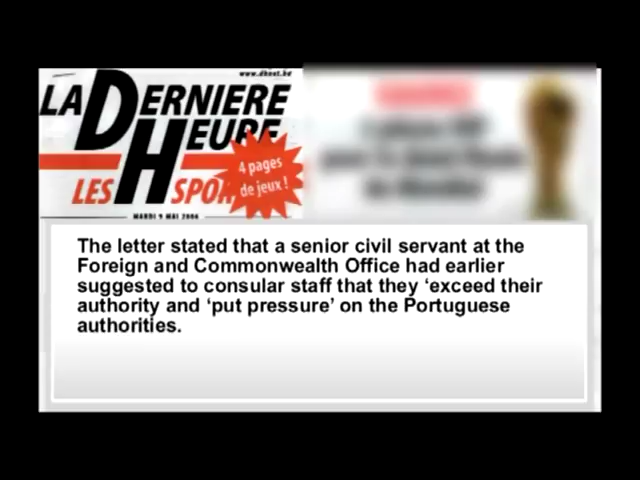 www.dhnet.be
LA DERNIERE
HEURE
LES SPOR
4 pages
de jeux !
MARDI 9 MAI 2006
The letter stated that a senior civil servant at the
Foreign and Commonwealth Office had earlier
suggested to consular staff that they ‘exceed their
authority and ‘put pressure’ on the Portuguese
authorities.